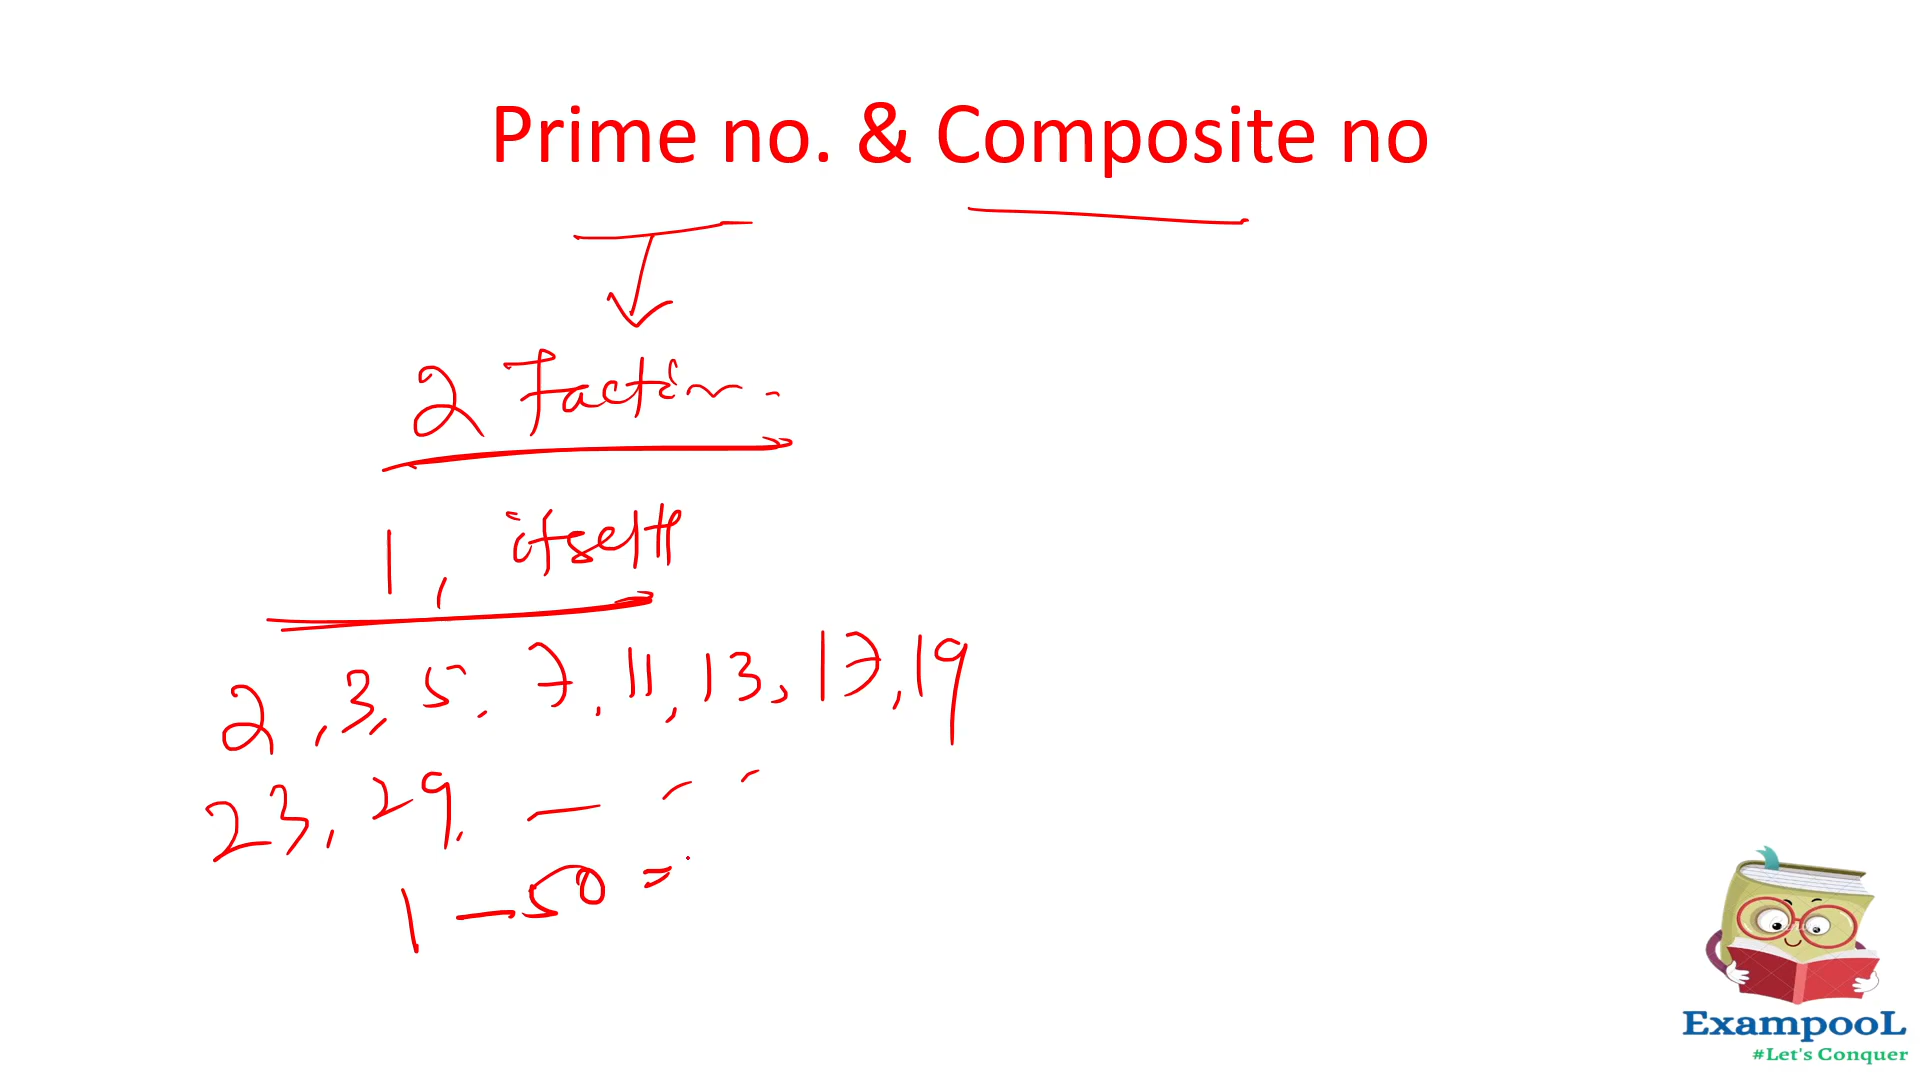 Prime no. & Composite no
2 Factor.
1, itself
2, 3, 5, 7, 11, 13, 17, 19
23, 29, — - -
1 – 50 =
ExampooL
#Let's Conquer